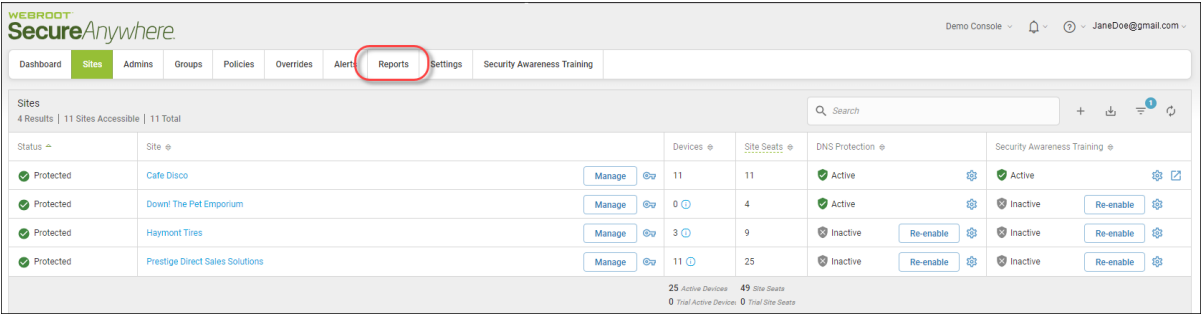 WEBROOT
SecureAnywhere.
Demo Console
JaneDoe@gmail.com
Dashboard Sites Admins Groups Policies Overrides Alerts Reports Settings Security Awareness Training
Sites
4 Results | 11 Sites Accessible | 11 Total
Search
1
Status Site Devices Site Seats DNS Protection Security Awareness Training
Protected Cafe Disco Manage 11 11 Active Active
Protected Down! The Pet Emporium Manage 0 4 Active Inactive Re-enable
Protected Haymont Tires Manage 3 9 Inactive Re-enable Inactive Re-enable
Protected Prestige Direct Sales Solutions Manage 11 25 Inactive Re-enable Inactive Re-enable
25 Active Devices 49 Site Seats
0 Trial Active Devices 0 Trial Site Seats